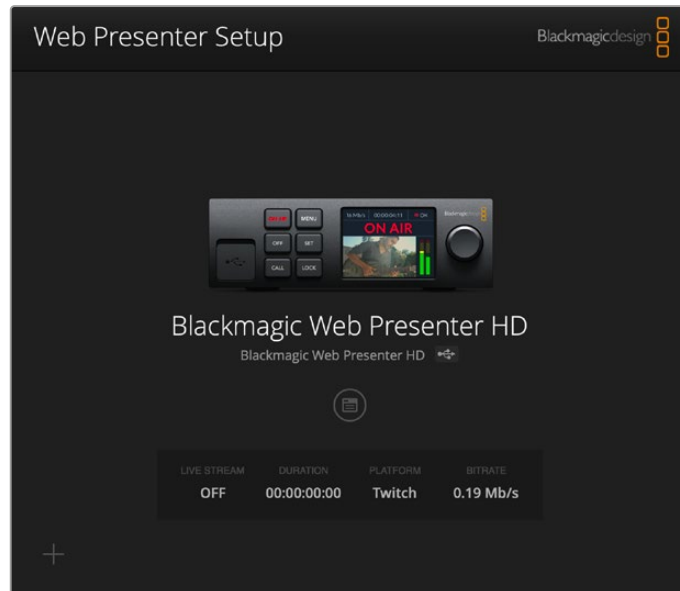 Web Presenter Setup
Blackmagicdesign
ON AIR MENU
OFF SET
CALL LOCK
ON AIR
Blackmagic Web Presenter HD
Blackmagic Web Presenter HD
LIVE STREAM DURATION PLATFORM BITRATE
OFF 00:00:00:00 Twitch 0.19 Mb/s